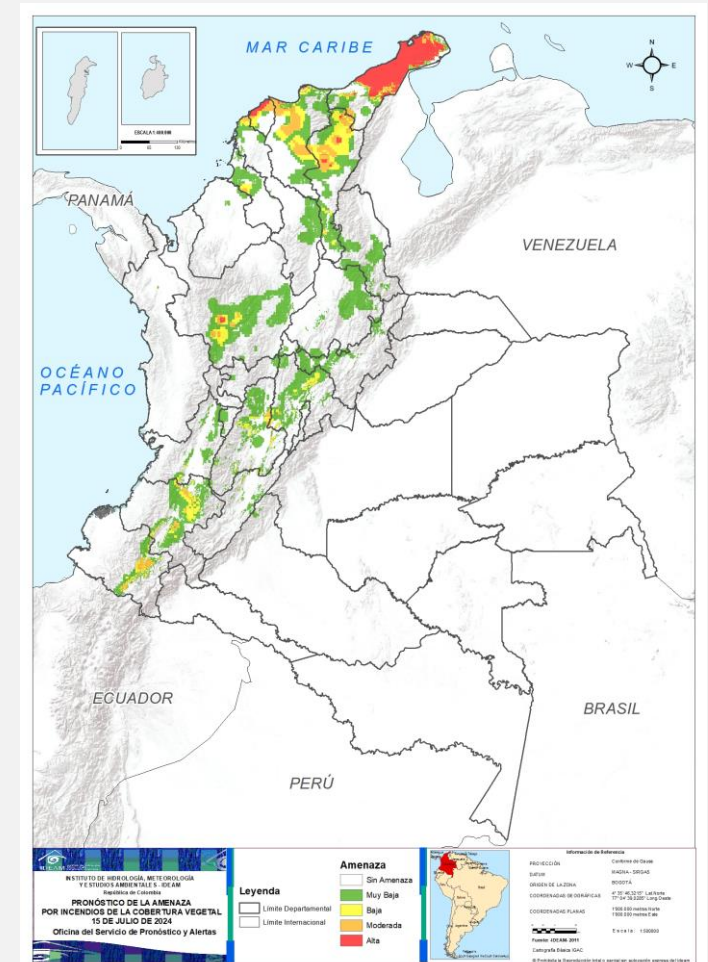 MAR CARIBE
N
W
E
S
PANAMÁ
VENEZUELA
OCÉANO
PACÍFICO
ECUADOR
BRASIL
PERÚ
INSTITUTO DE HIDROLOGÍA, METEOROLOGÍA
Y ESTUDIOS AMBIENTALES - IDEAM
República de Colombia
PRONÓSTICO DE LA AMENAZA
POR INCENDIOS DE LA COBERTURA VEGETAL
15 DE JULIO DE 2024
Oficina del Servicio de Pronóstico y Alertas
Leyenda
Límite Departamental
Límite Internacional
Amenaza
Sin Amenaza
Muy Baja
Baja
Moderada
Alta
Información de Referencia
PROYECCIÓN
DATUM
MAGNA - SIRGAS
ORIGEN DE LA ZONA
BOGOTÁ
COORDENADAS GEOGRÁFICAS
COORDENADAS PLANAS
Fuente: IDEAM 2011
Cartografía Básica: IGAC